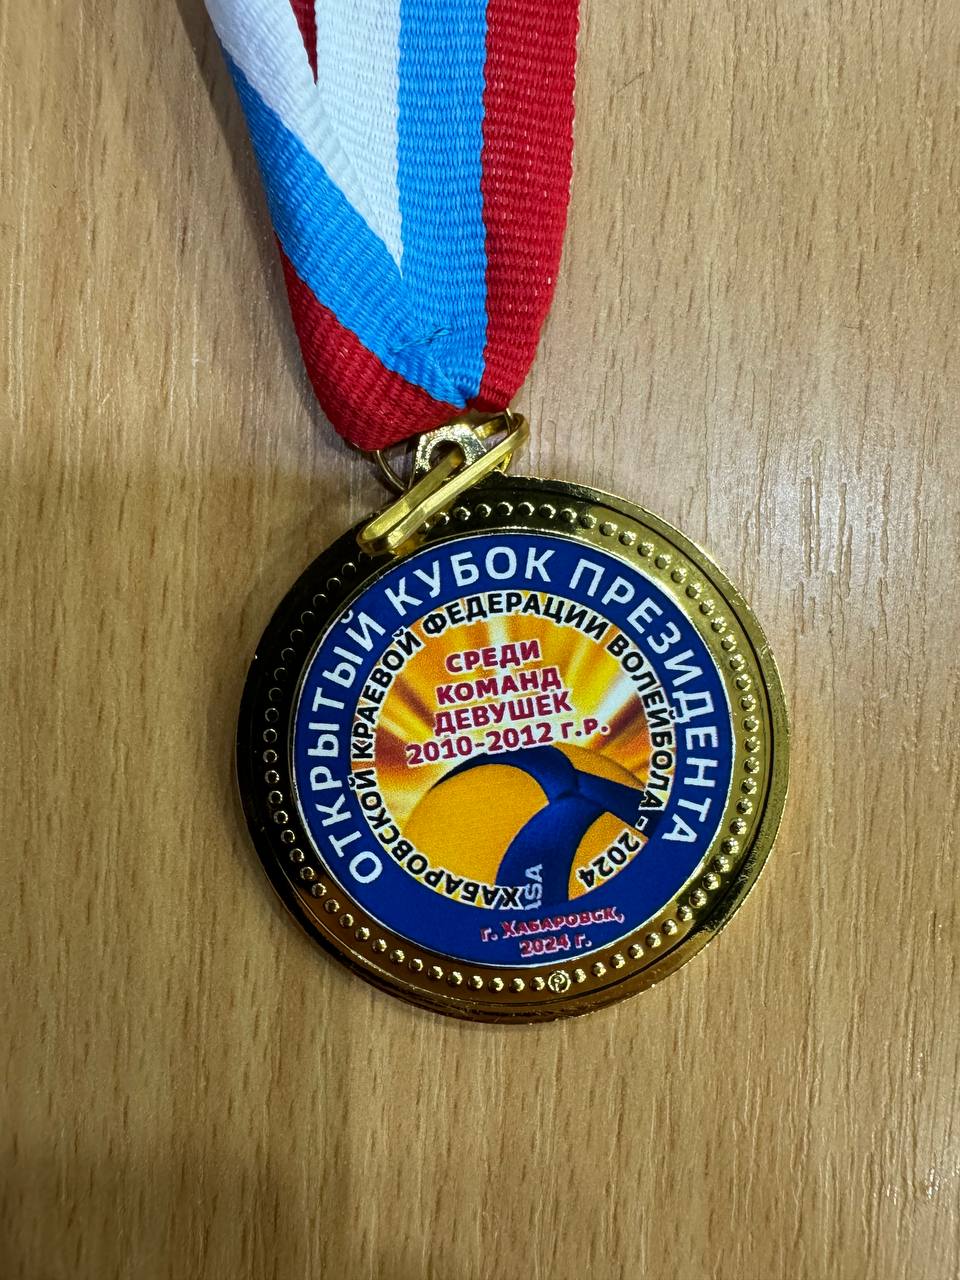 ОТКРЫТЫЙ КУБОК ПРЕЗИДЕНТА
ХАБАРОВСКОЙ КРАЕВОЙ ФЕДЕРАЦИИ ВОЛЕЙБОЛА - 2024
СРЕДИ
КОМАНД
ДЕВУШЕК
2010-2012 г.р.
г. ХАБАРОВСК,
2024 г.